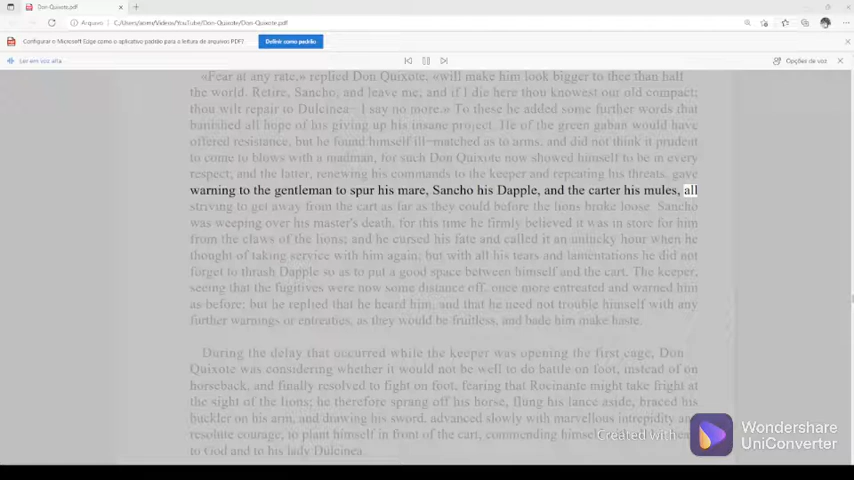 Don-Quixote.pdf
Arquivo
C:/Users/
/Videos/YouTube/Don-Quixote/Don-Quixote.pdf
Configurar o Microsoft Edge como o aplicativo padrão para a leitura de arquivos PDF?
Definir como padrão
Ler em voz alta
Opções de voz
«Fear at any rate,» replied Don Quixote, «will make him look bigger to thee than half
the world. Retire, Sancho, and leave me; and if I die here thou knowest our old compact;
thou wilt repair to Dulcinea— I say no more.» To these he added some further words that
banished all hope of his giving up his insane project. He of the green gaban would have
offered resistance, but he found himself ill-matched as to arms, and did not think it prudent
to come to blows with a madman, for such Don Quixote now showed himself to be in every
respect; and the latter, renewing his commands to the keeper and repeating his threats, gave
warning to the gentleman to spur his mare, Sancho his Dapple, and the carter his mules, all
striving to get away from the cart as far as they could before the lions broke loose. Sancho
was weeping over his master's death, for this time he firmly believed it was in store for him
from the claws of the lions; and he cursed his fate and called it an unlucky hour when he
thought of taking service with him again; but with all his tears and lamentations he did not
forget to thrash Dapple so as to put a good space between himself and the cart. The keeper,
seeing that the fugitives were now some distance off, once more entreated and warned him
as before; but he replied that he heard him, and that he need not trouble himself with any
further warnings or entreaties, as they would be fruitless, and bade him make haste.
During the delay that occurred while the keeper was opening the first cage, Don
Quixote was considering whether it would not be well to do battle on foot, instead of on
horseback, and finally resolved to fight on foot, fearing that Rocinante might take fright at
the sight of the lions; he therefore sprang off his horse, flung his lance aside, braced his
buckler on his arm, and drawing his sword, advanced slowly with marvellous intrepidity and
resolute courage, to plant himself in front of the cart, commending himse
to God and to his lady Dulcinea.
Created with
Wondershare
UniConverter